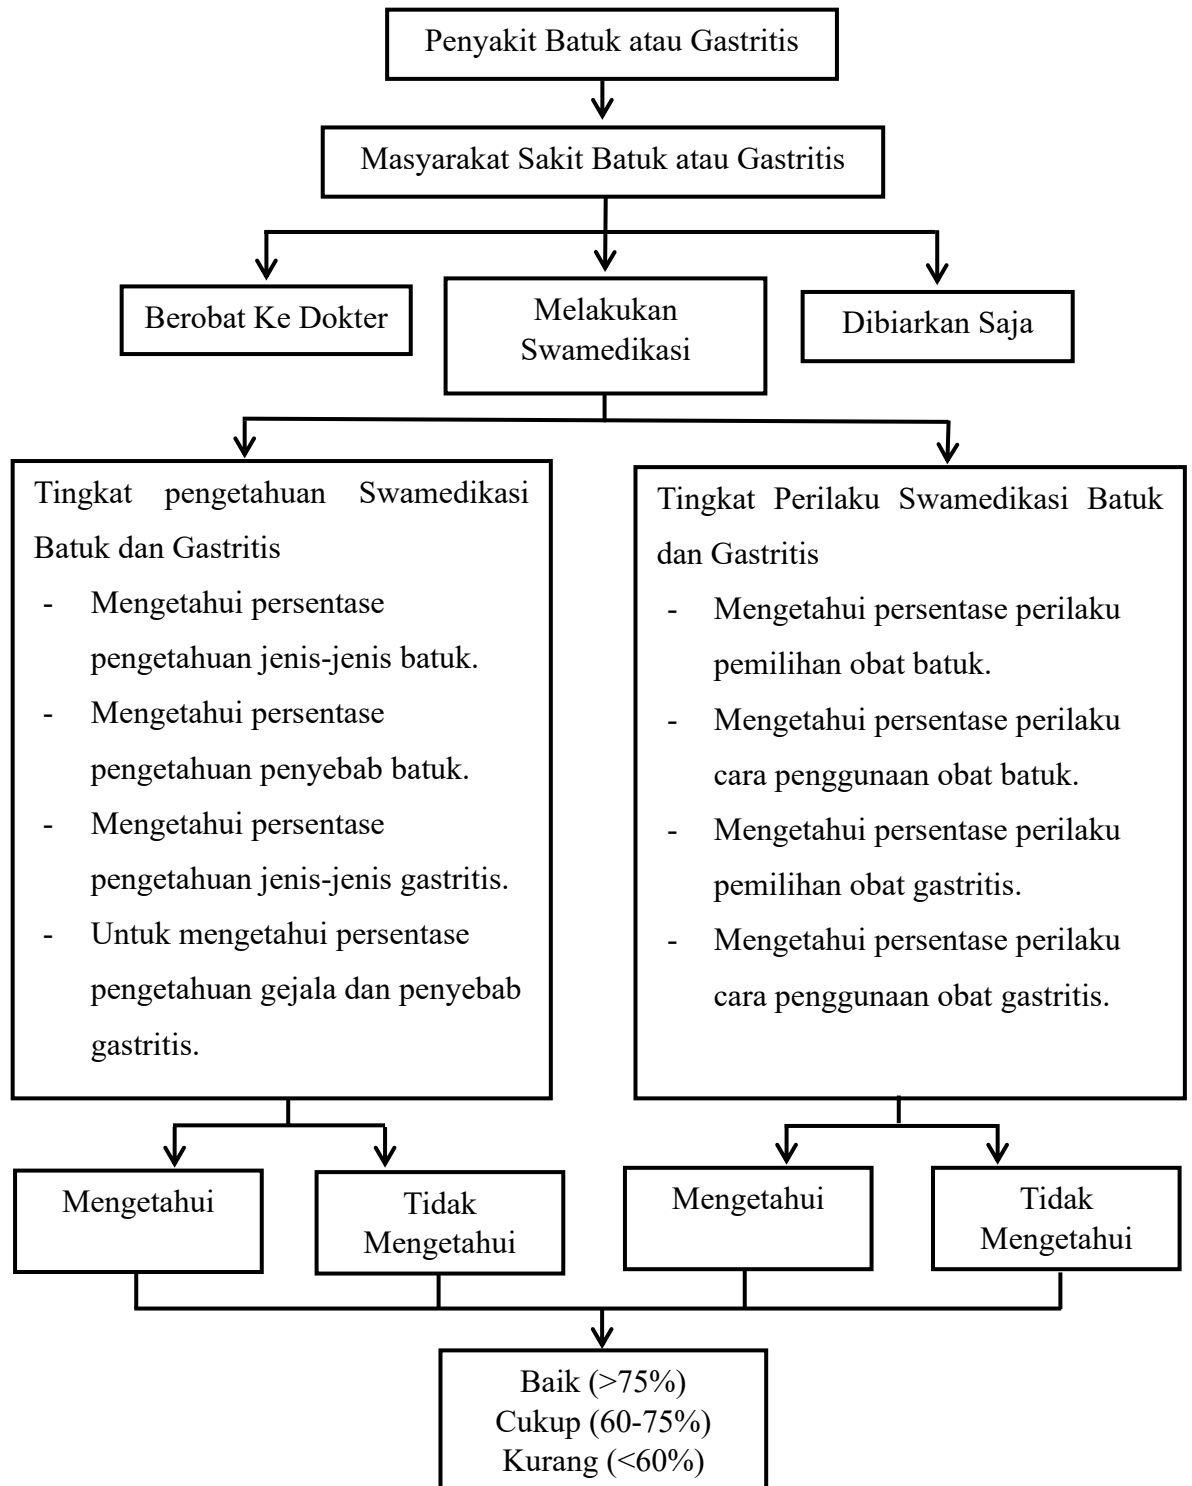 Penyakit Batuk atau Gastritis
Masyarakat Sakit Batuk atau Gastritis
Berobat Ke Dokter
Melakukan
Swamedikasi
Dibiarkan Saja
Tingkat pengetahuan Swamedikasi
Batuk dan Gastritis
- Mengetahui persentase
pengetahuan jenis-jenis batuk.
- Mengetahui persentase
pengetahuan penyebab batuk.
- Mengetahui persentase
pengetahuan jenis-jenis gastritis.
- Untuk mengetahui persentase
pengetahuan gejala dan penyebab
gastritis.
Tingkat Perilaku Swamedikasi Batuk
dan Gastritis
- Mengetahui persentase perilaku
pemilihan obat batuk.
- Mengetahui persentase perilaku
cara penggunaan obat batuk.
- Mengetahui persentase perilaku
pemilihan obat gastritis.
- Mengetahui persentase perilaku
cara penggunaan obat gastritis.
Mengetahui
Tidak
Mengetahui
Mengetahui
Tidak
Mengetahui
Baik (>75%)
Cukup (60-75%)
Kurang (<60%)